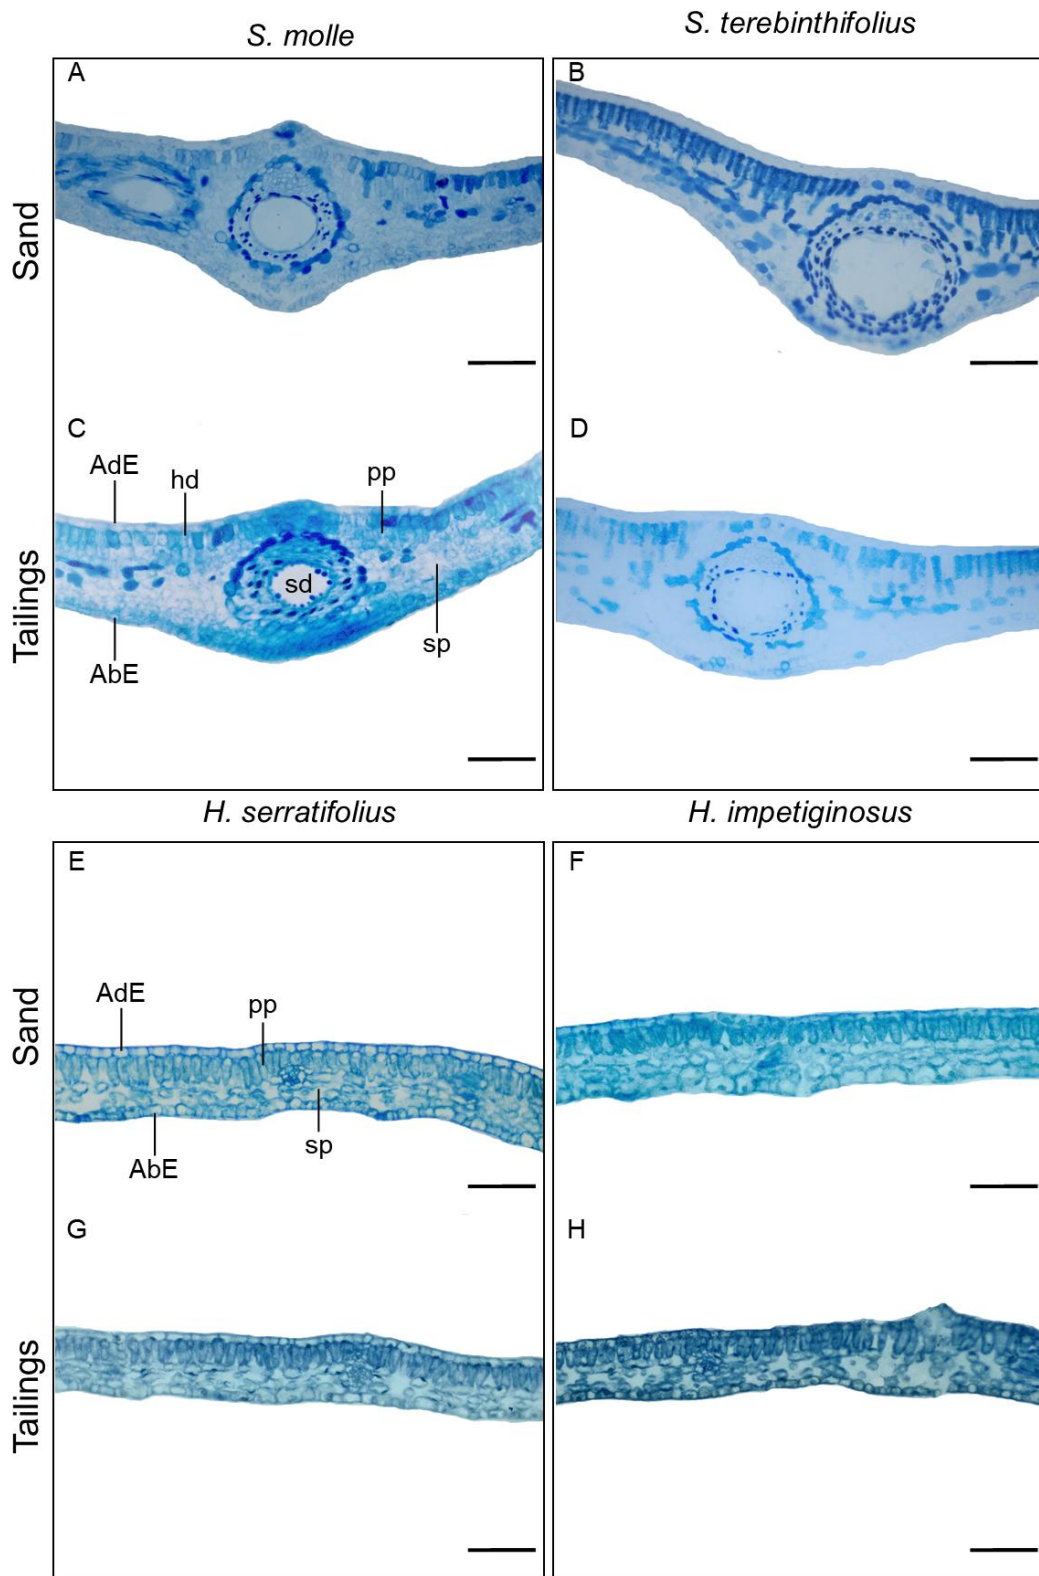 S. molle
S. terebinthifolius
A
B
Sand
C
D
AdE
hd
pp
sd
sp
AbE
Tailings
H. serratifolius
H. impetiginosus
E
F
Sand
AdE
pp
sp
AbE
G
H
Tailings